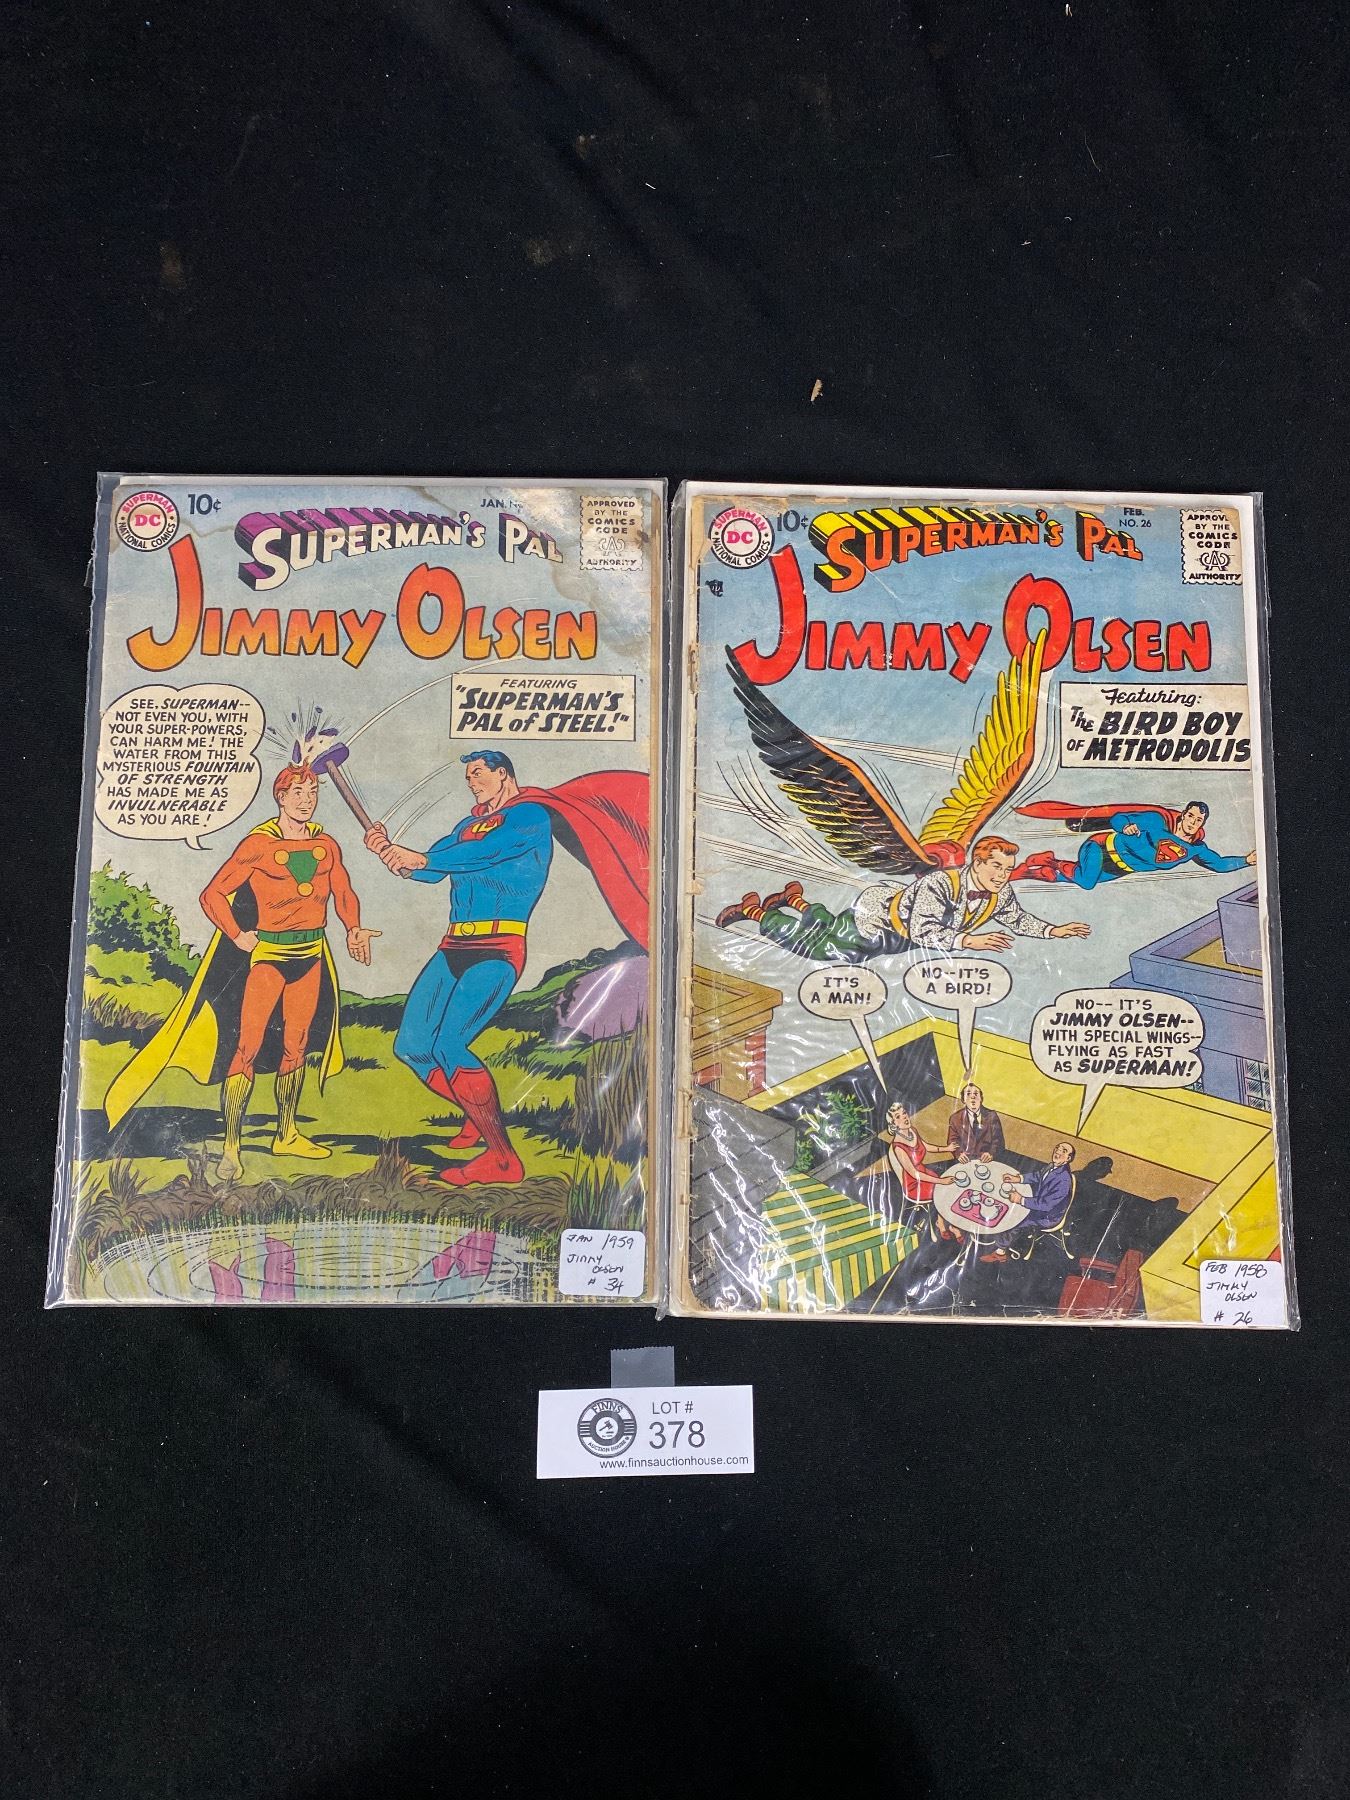 SUPERMAN
DC
NATIONAL COMICS
10¢
JAN.
APPROVED
BY THE
COMICS
CODE
AUTHORITY
SUPERMAN'S PAL
JIMMY OLSEN
FEATURING
"SUPERMAN'S
PAL of STEEL!"
SEE, SUPERMAN--
NOT EVEN YOU, WITH
YOUR SUPER-POWERS,
CAN HARM ME! THE
WATER FROM THIS
MYSTERIOUS FOUNTAIN
OF STRENGTH
HAS MADE ME AS
INVULNERABLE
AS YOU ARE!
JAN 1959
JIMMY
OLSEN
# 34
SUPERMAN
DC
NATIONAL COMICS
10¢
FEB.
NO. 26
APPROVE
BY THE
COMICS
CODE
AUTHORITY
SUPERMAN'S PAL
JIMMY OLSEN
Featuring:
The BIRD BOY
OF METROPOLIS
IT'S
A MAN!
NO--IT'S
A BIRD!
NO-- IT'S
JIMMY OLSEN--
WITH SPECIAL WINGS--
FLYING AS FAST
AS SUPERMAN!
FEB 1958
JIMMY
OLSEN
# 26
FINNS
AUCTION HOUSE
LOT #
378
www.finnsauctionhouse.com